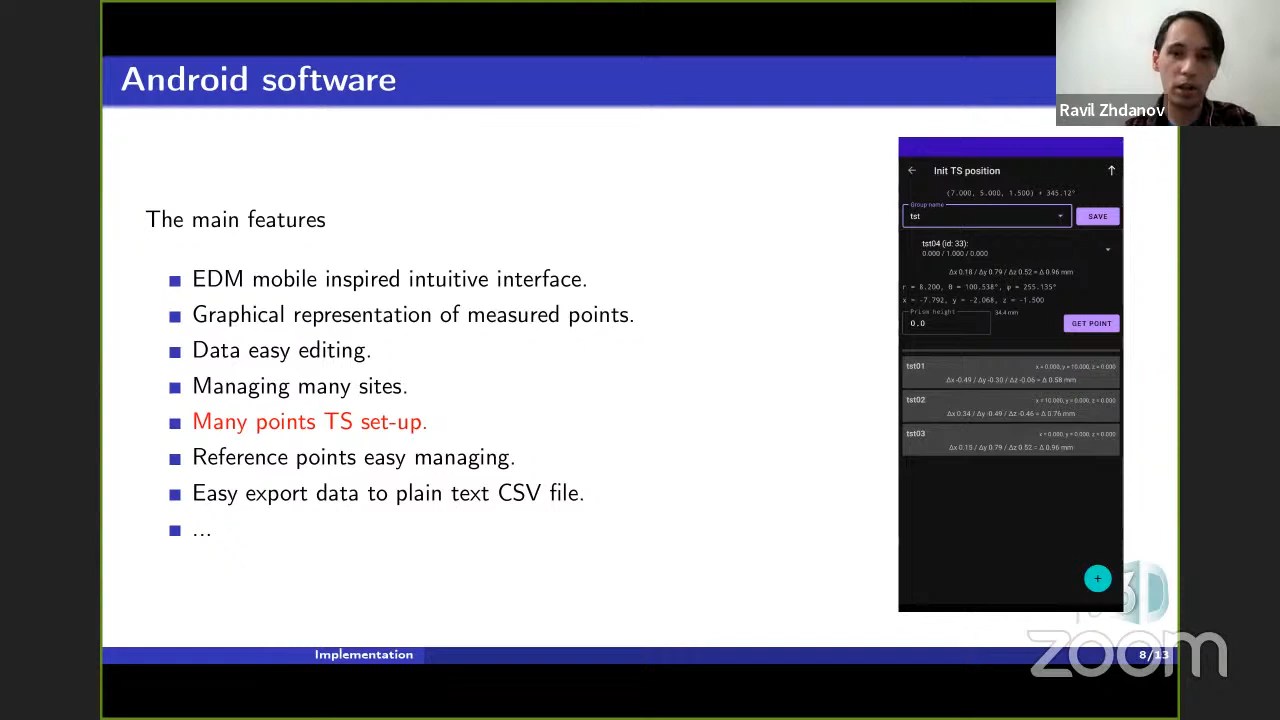 Android software
Ravil Zhdanov
The main features
EDM mobile inspired intuitive interface.
Graphical representation of measured points.
Data easy editing.
Managing many sites.
Many points TS set-up.
Reference points easy managing.
Easy export data to plain text CSV file.
...
Init TS position
(7.000, 5.000, 1.500) + 345.12°
Group name
tst
SAVE
tst04 (id: 33):
0.000 / 1.000 / 0.000
Δx 0.18 / Δy 0.79 / Δz 0.52 = Δ 0.96 mm
r = 8.200, θ = 100.538°, φ = 255.135°
x = -7.792, y = -2.068, z = -1.500
Prism height
34.4 mm
0.0
GET POINT
tst01
x = 0.000, y = 10.000, z = 0.000
Δx -0.49 / Δy -0.30 / Δz -0.06 = Δ 0.58 mm
tst02
x = 10.000, y = 0.000, z = 0.000
Δx 0.34 / Δy -0.49 / Δz -0.46 = Δ 0.76 mm
tst03
x = 0.000, y = 0.000, z = 0.000
Δx 0.15 / Δy 0.79 / Δz 0.52 = Δ 0.96 mm
+
3D
zoom
Implementation
8/13